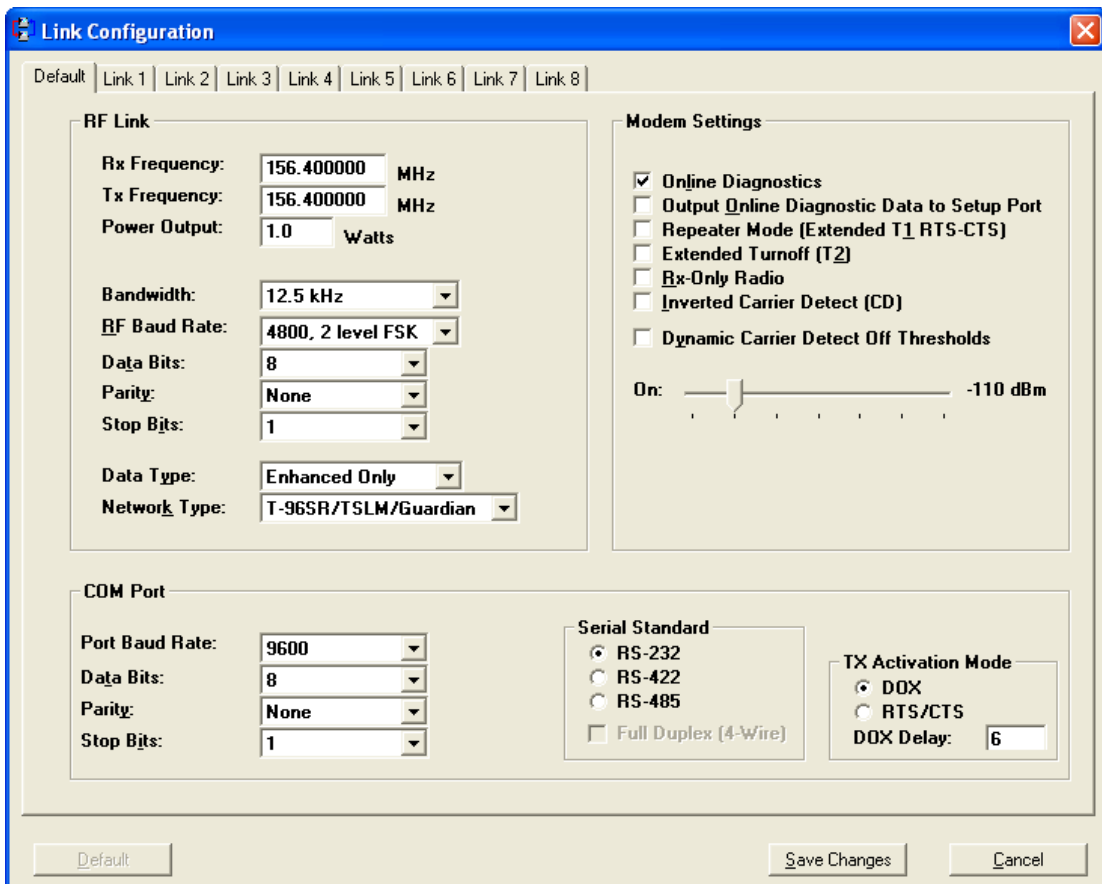 Link Configuration
Default Link 1 Link 2 Link 3 Link 4 Link 5 Link 6 Link 7 Link 8
RF Link
Rx Frequency: 156.400000 MHz
Tx Frequency: 156.400000 MHz
Power Output: 1.0 Watts
Bandwidth: 12.5 kHz
RF Baud Rate: 4800, 2 level FSK
Data Bits: 8
Parity: None
Stop Bits: 1
Data Type: Enhanced Only
Network Type: T-96SR/TSLM/Guardian
Modem Settings
Online Diagnostics
Output Online Diagnostic Data to Setup Port
Repeater Mode (Extended T1 RTS-CTS)
Extended Turnoff (T2)
Rx-Only Radio
Inverted Carrier Detect (CD)
Dynamic Carrier Detect Off Thresholds
On: -110 dBm
COM Port
Port Baud Rate: 9600
Data Bits: 8
Parity: None
Stop Bits: 1
Serial Standard
RS-232
RS-422
RS-485
Full Duplex (4-Wire)
TX Activation Mode
DOX
RTS/CTS
DOX Delay: 6
Default Save Changes Cancel